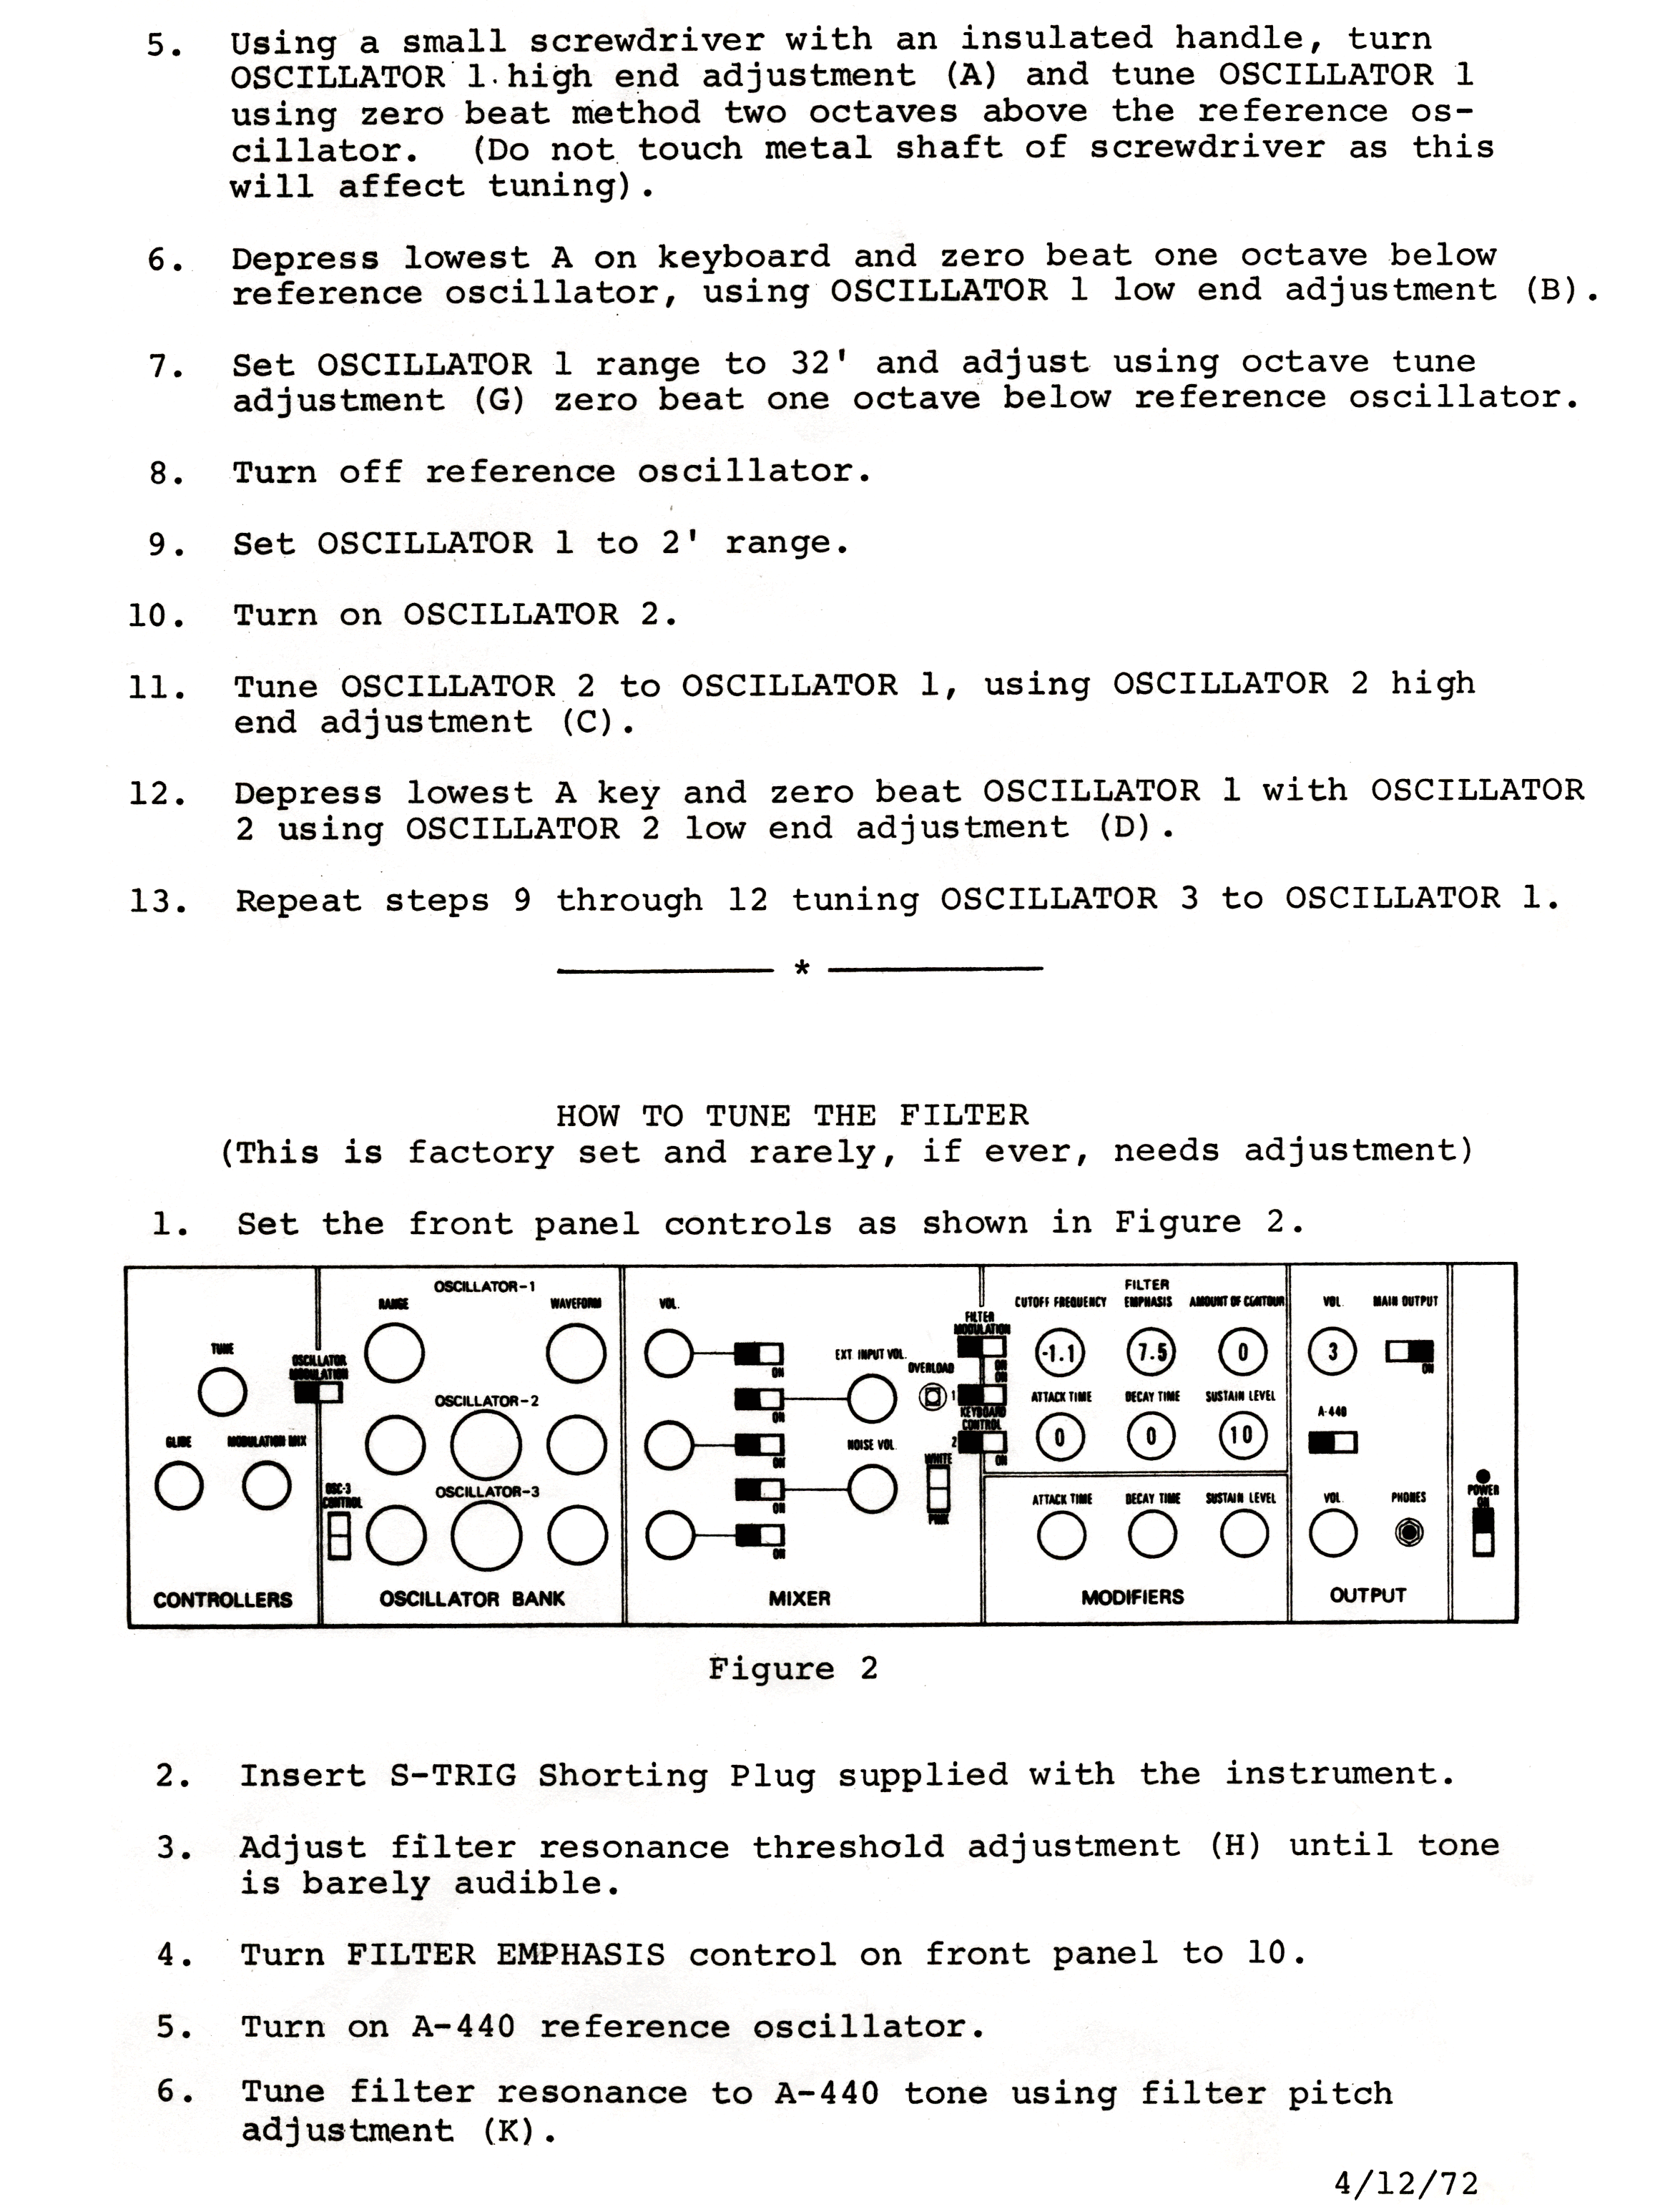 5. Using a small screwdriver with an insulated handle, turn
OSCILLATOR 1 high end adjustment (A) and tune OSCILLATOR 1
using zero beat method two octaves above the reference os-
cillator. (Do not touch metal shaft of screwdriver as this
will affect tuning).
6. Depress lowest A on keyboard and zero beat one octave below
reference oscillator, using OSCILLATOR 1 low end adjustment (B).
7. Set OSCILLATOR 1 range to 32' and adjust using octave tune
adjustment (G) zero beat one octave below reference oscillator.
8. Turn off reference oscillator.
9. Set OSCILLATOR 1 to 2' range.
10. Turn on OSCILLATOR 2.
11. Tune OSCILLATOR 2 to OSCILLATOR 1, using OSCILLATOR 2 high
end adjustment (C).
12. Depress lowest A key and zero beat OSCILLATOR 1 with OSCILLATOR
2 using OSCILLATOR 2 low end adjustment (D).
13. Repeat steps 9 through 12 tuning OSCILLATOR 3 to OSCILLATOR 1.
*
HOW TO TUNE THE FILTER
(This is factory set and rarely, if ever, needs adjustment)
1. Set the front panel controls as shown in Figure 2.
TUNE
GLIDE MODULATION MIX
CONTROLLERS
OSCILLATOR
MODULATION
OSC-3
CONTROL
OSCILLATOR-1
RANGE WAVEFORM
OSCILLATOR-2
OSCILLATOR-3
OSCILLATOR BANK
VOL.
ON
ON
ON
ON
ON
EXT INPUT VOL.
OVERLOAD
NOISE VOL.
WHITE
PINK
MIXER
FILTER
MODULATION
ON
ON
1
KEYBOARD
CONTROL
2
ON
FILTER
CUTOFF FREQUENCY EMPHASIS AMOUNT OF CONTOUR
-1.1 7.5 0
ATTACK TIME DECAY TIME SUSTAIN LEVEL
0 0 10
ATTACK TIME DECAY TIME SUSTAIN LEVEL
MODIFIERS
VOL. MAIN OUTPUT
3
ON
A-440
VOL. PHONES
OUTPUT
POWER
ON
Figure 2
2. Insert S-TRIG Shorting Plug supplied with the instrument.
3. Adjust filter resonance threshold adjustment (H) until tone
is barely audible.
4. Turn FILTER EMPHASIS control on front panel to 10.
5. Turn on A-440 reference oscillator.
6. Tune filter resonance to A-440 tone using filter pitch
adjustment (K).
4/12/72